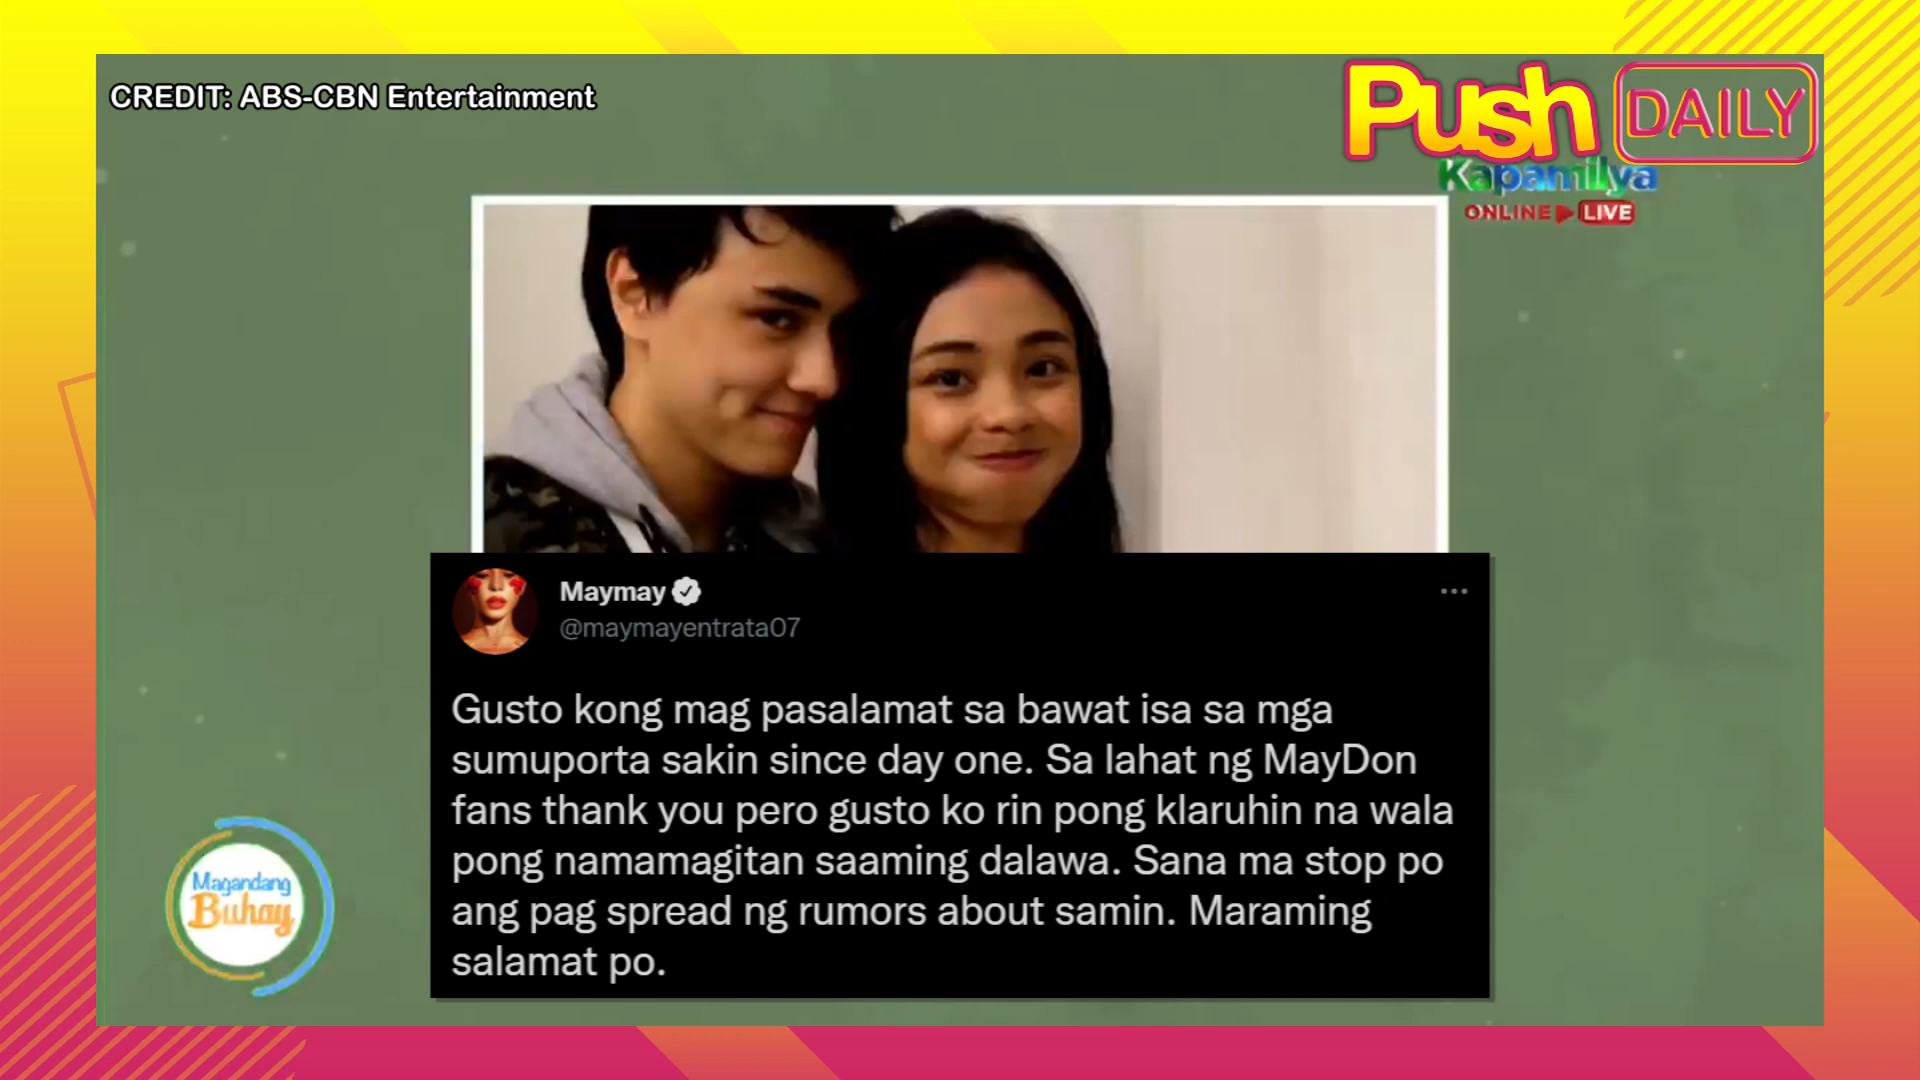 CREDIT: ABS-CBN Entertainment
Push DAILY
Kapamilya
ONLINE LIVE
Maymay
@maymayentrata07
Gusto kong mag pasalamat sa bawat isa sa mga
sumuporta sakin since day one. Sa lahat ng MayDon
fans thank you pero gusto ko rin pong klaruhin na wala
pong namamagitan saaming dalawa. Sana ma stop po
ang pag spread ng rumors about samin. Maraming
salamat po.
Magandang
Buhay